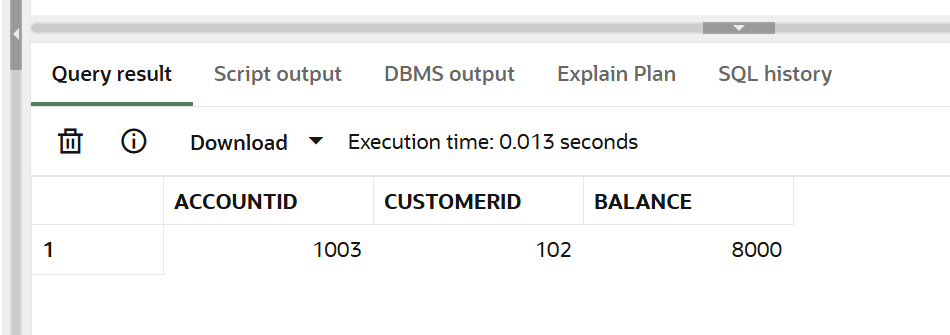 Query result Script output DBMS output Explain Plan SQL history
Download Execution time: 0.013 seconds
ACCOUNTID CUSTOMERID BALANCE
1 1003 102 8000